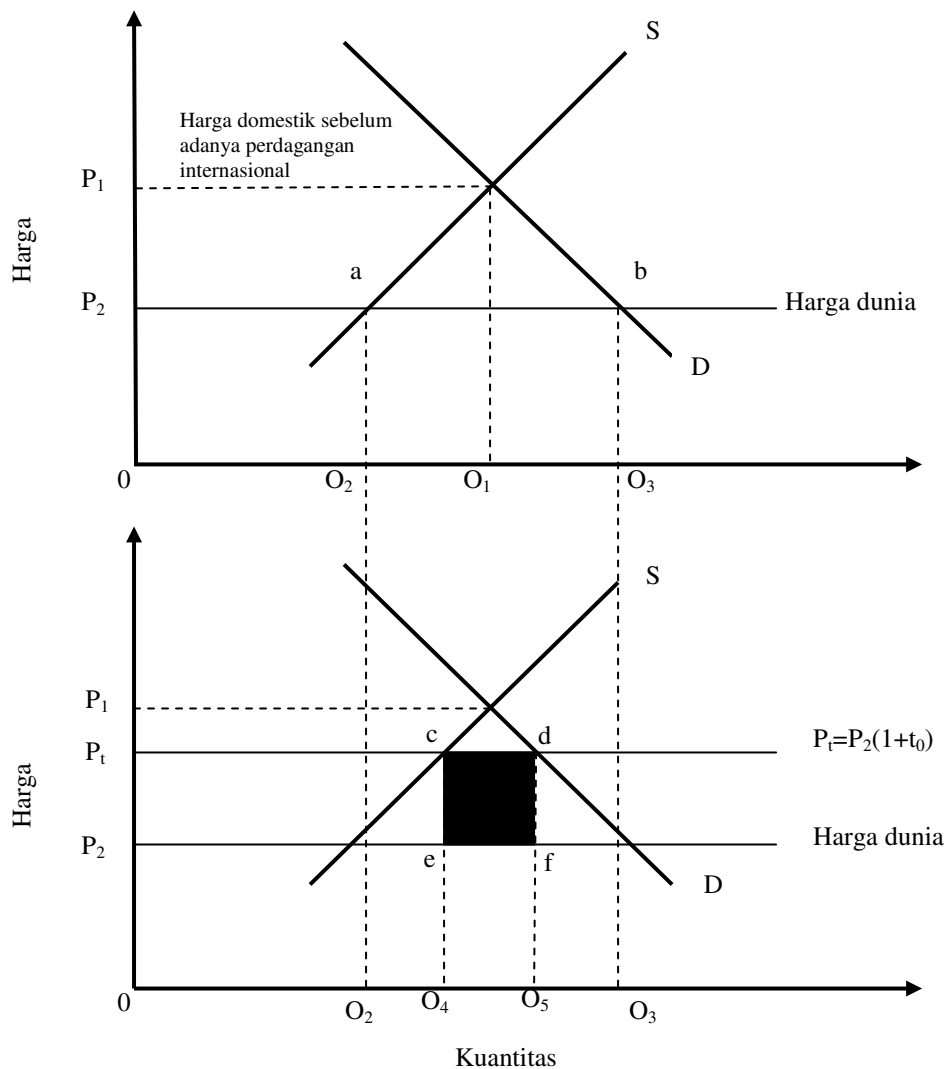 S
Harga domestik sebelum
adanya perdagangan
internasional
P₁
Harga
a
b
P₂
Harga dunia
D
0
O₂
O₁
O₃
S
P₁
c
d
Pₜ
Pₜ=P₂(1+t₀)
Harga
P₂
Harga dunia
e
f
D
0
O₂
O₄
O₅
O₃
Kuantitas